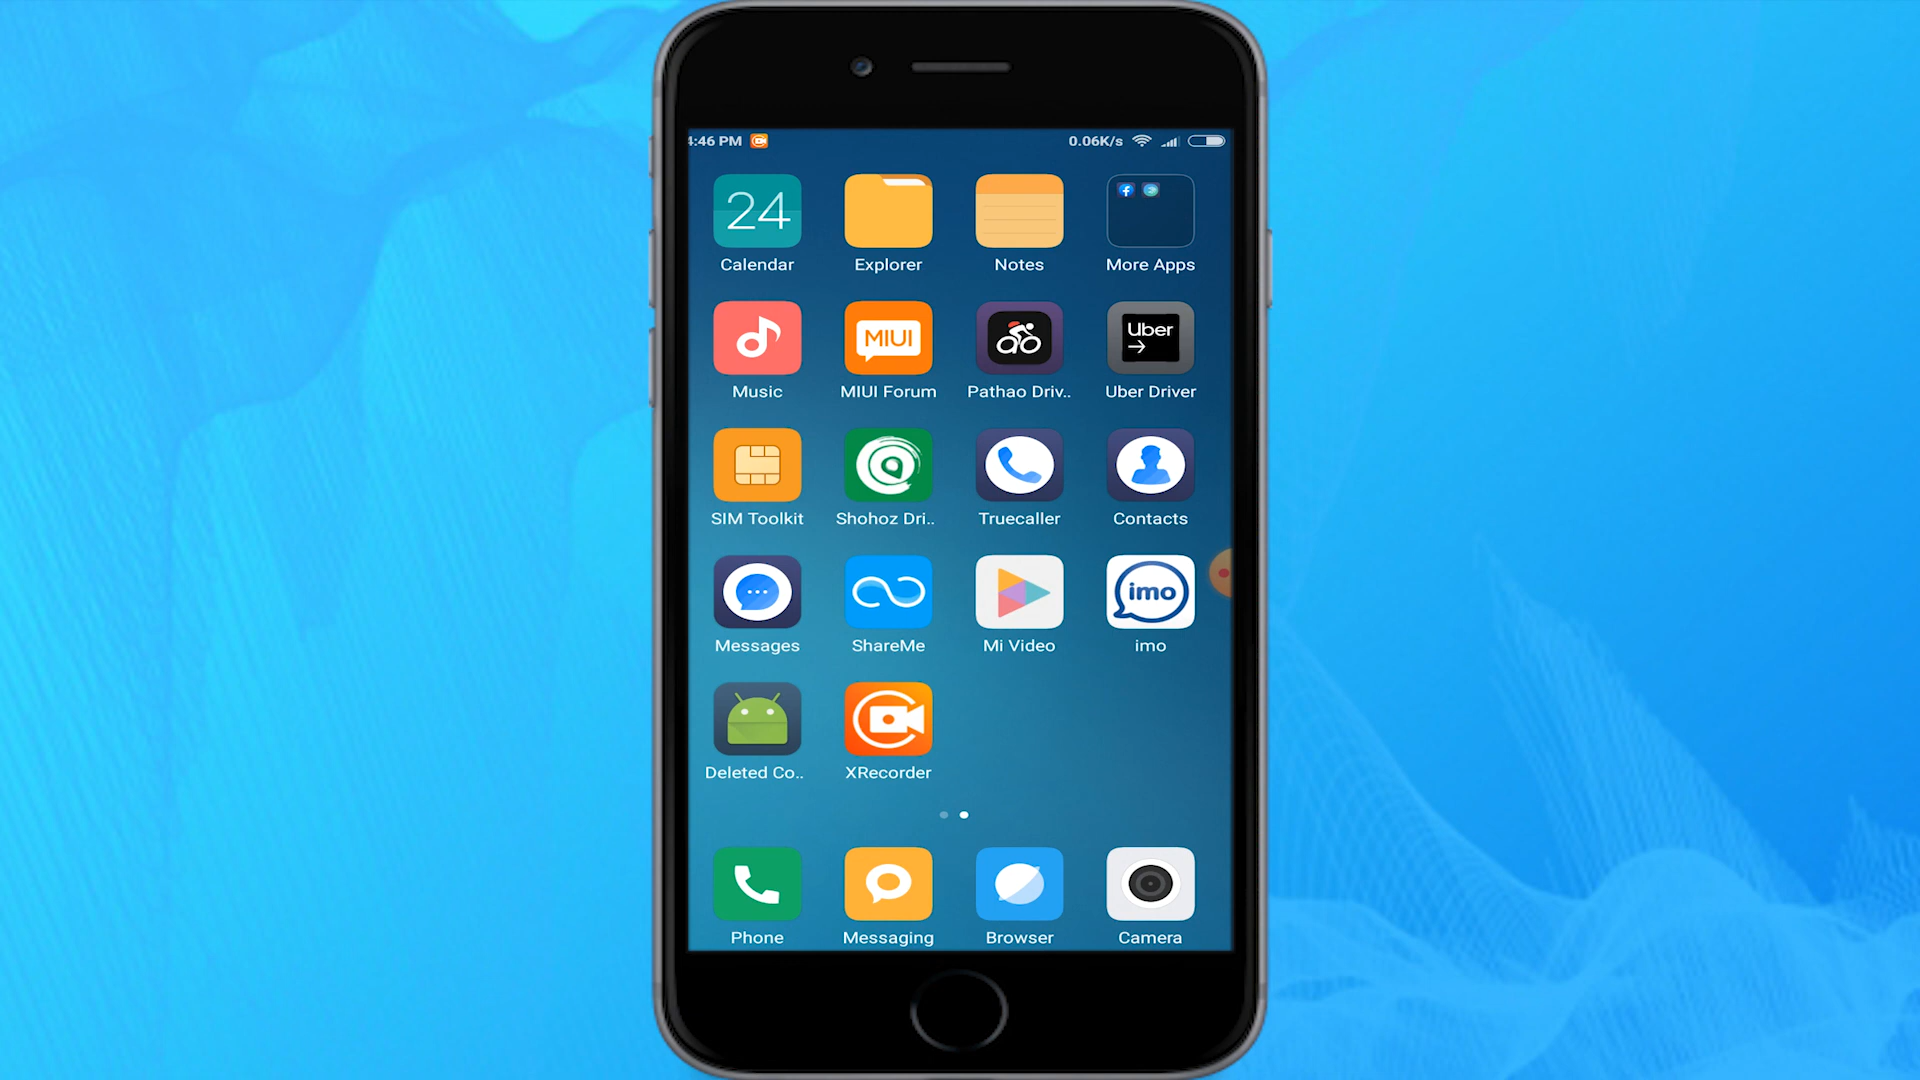 4:46 PM 0.06K/s
24
Calendar Explorer Notes More Apps
MIUI
Uber
Music MIUI Forum Pathao Driv.. Uber Driver
SIM Toolkit Shohoz Dri.. Truecaller Contacts
imo
Messages ShareMe Mi Video imo
Deleted Co.. XRecorder
Phone Messaging Browser Camera